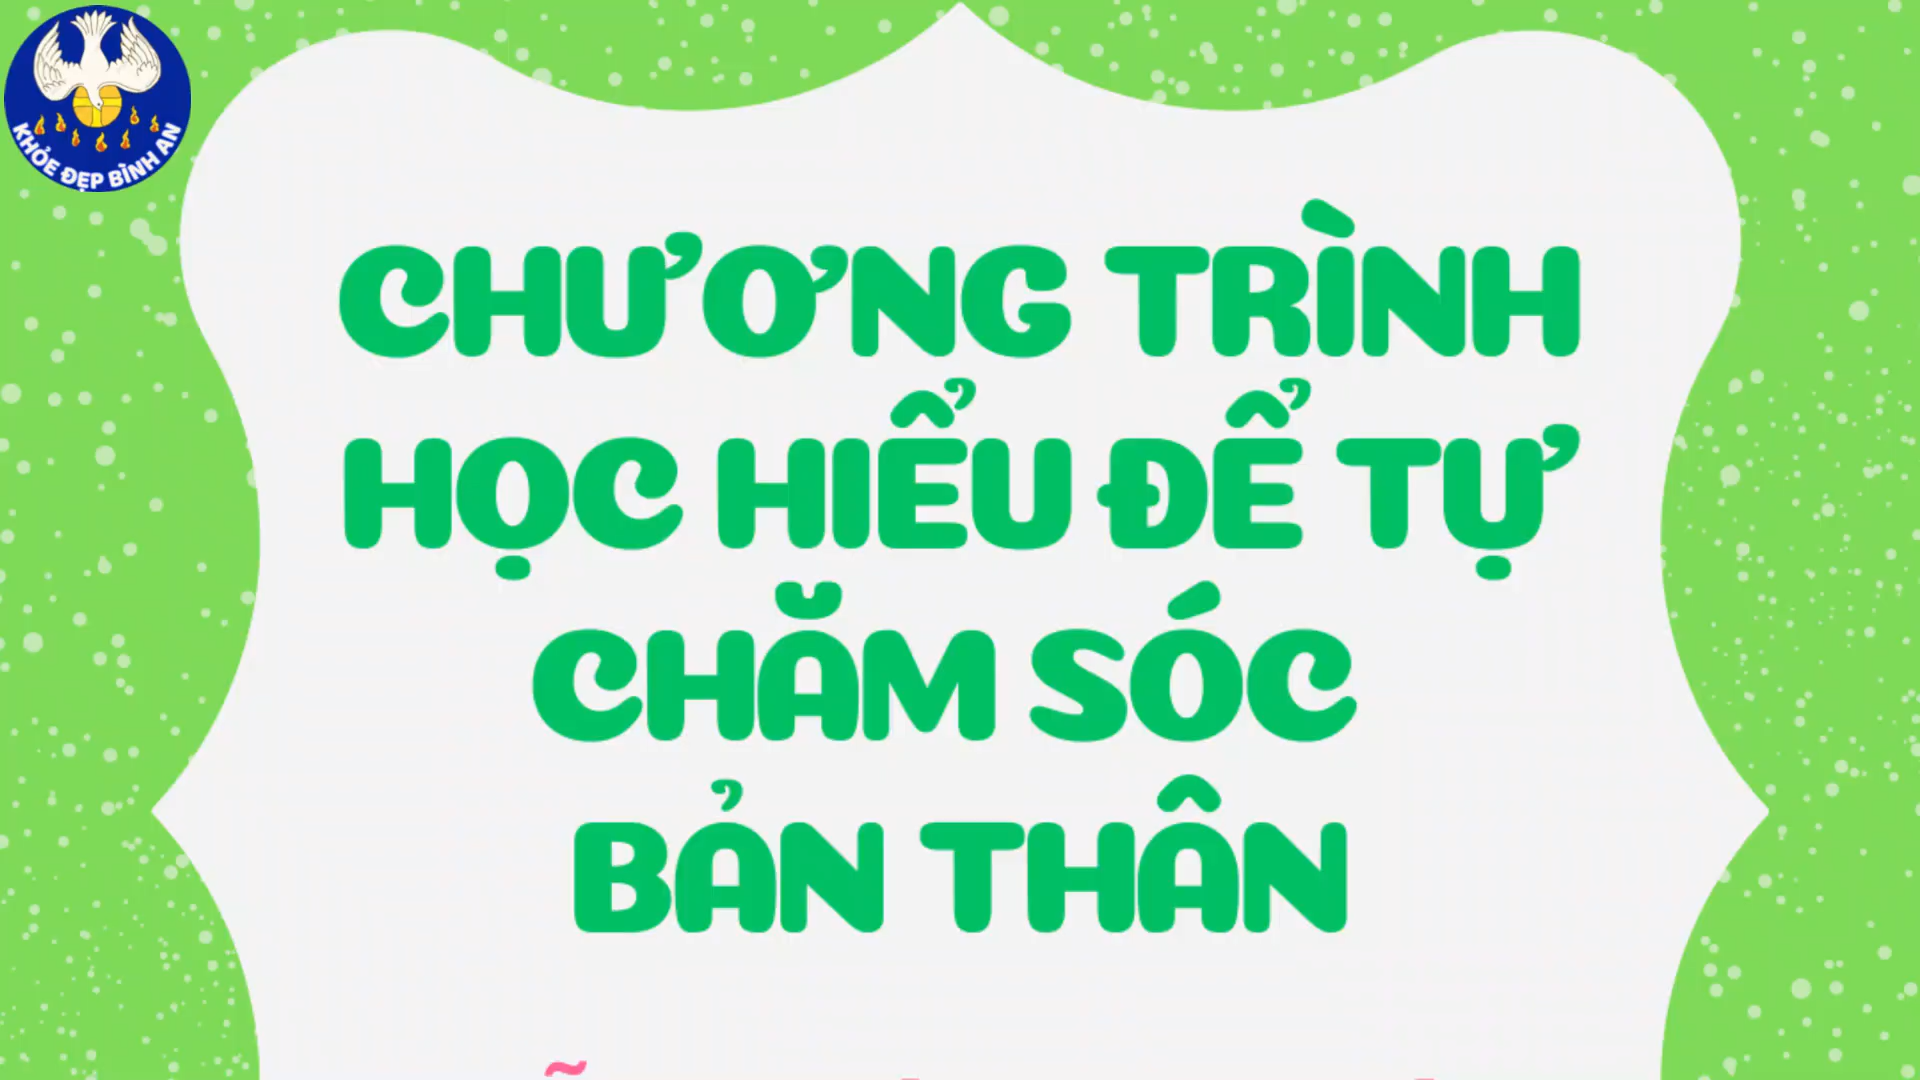 KHỎE ĐẸP BÌNH AN
CHƯƠNG TRÌNH
HỌC HIỂU ĐỂ TỰ
CHĂM SÓC
BẢN THÂN